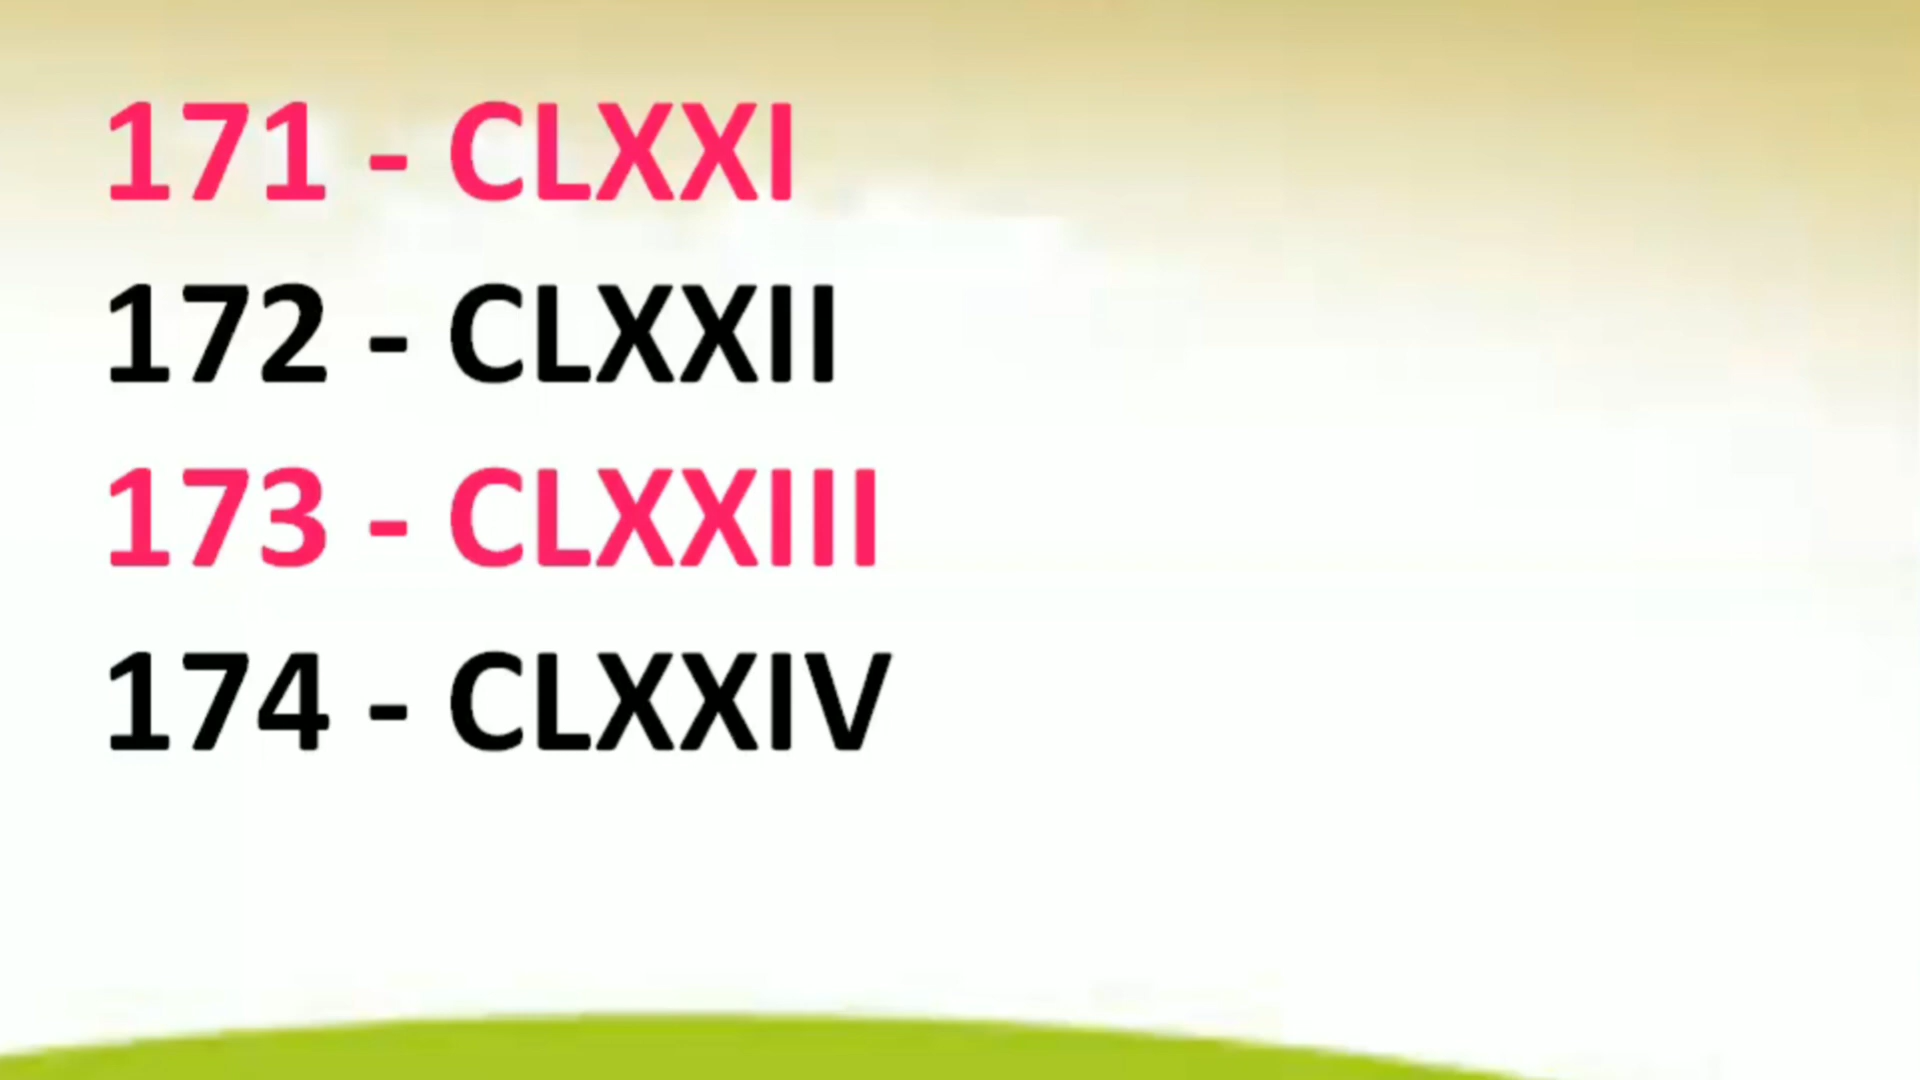 171 - CLXXI
172 - CLXXII
173 - CLXXIII
174 - CLXXIV